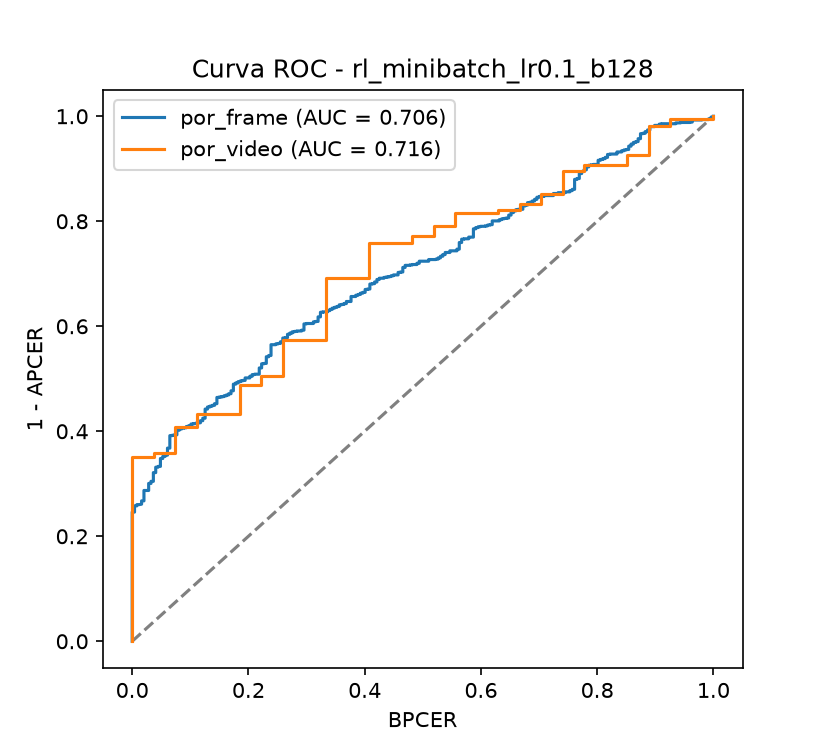 Curva ROC - rl_minibatch_lr0.1_b128
por_frame (AUC = 0.706)
por_video (AUC = 0.716)
1.0
0.8
0.6
0.4
0.2
0.0
1 - APCER
0.0 0.2 0.4 0.6 0.8 1.0
BPCER